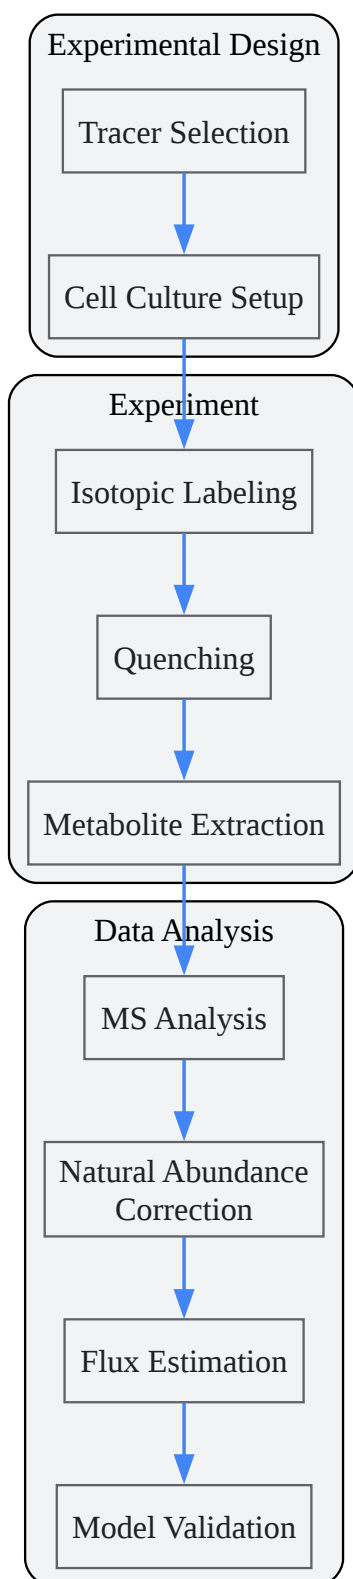 Experimental Design
Tracer Selection
Cell Culture Setup
Experiment
Isotopic Labeling
Quenching
Metabolite Extraction
Data Analysis
MS Analysis
Natural Abundance
Correction
Flux Estimation
Model Validation